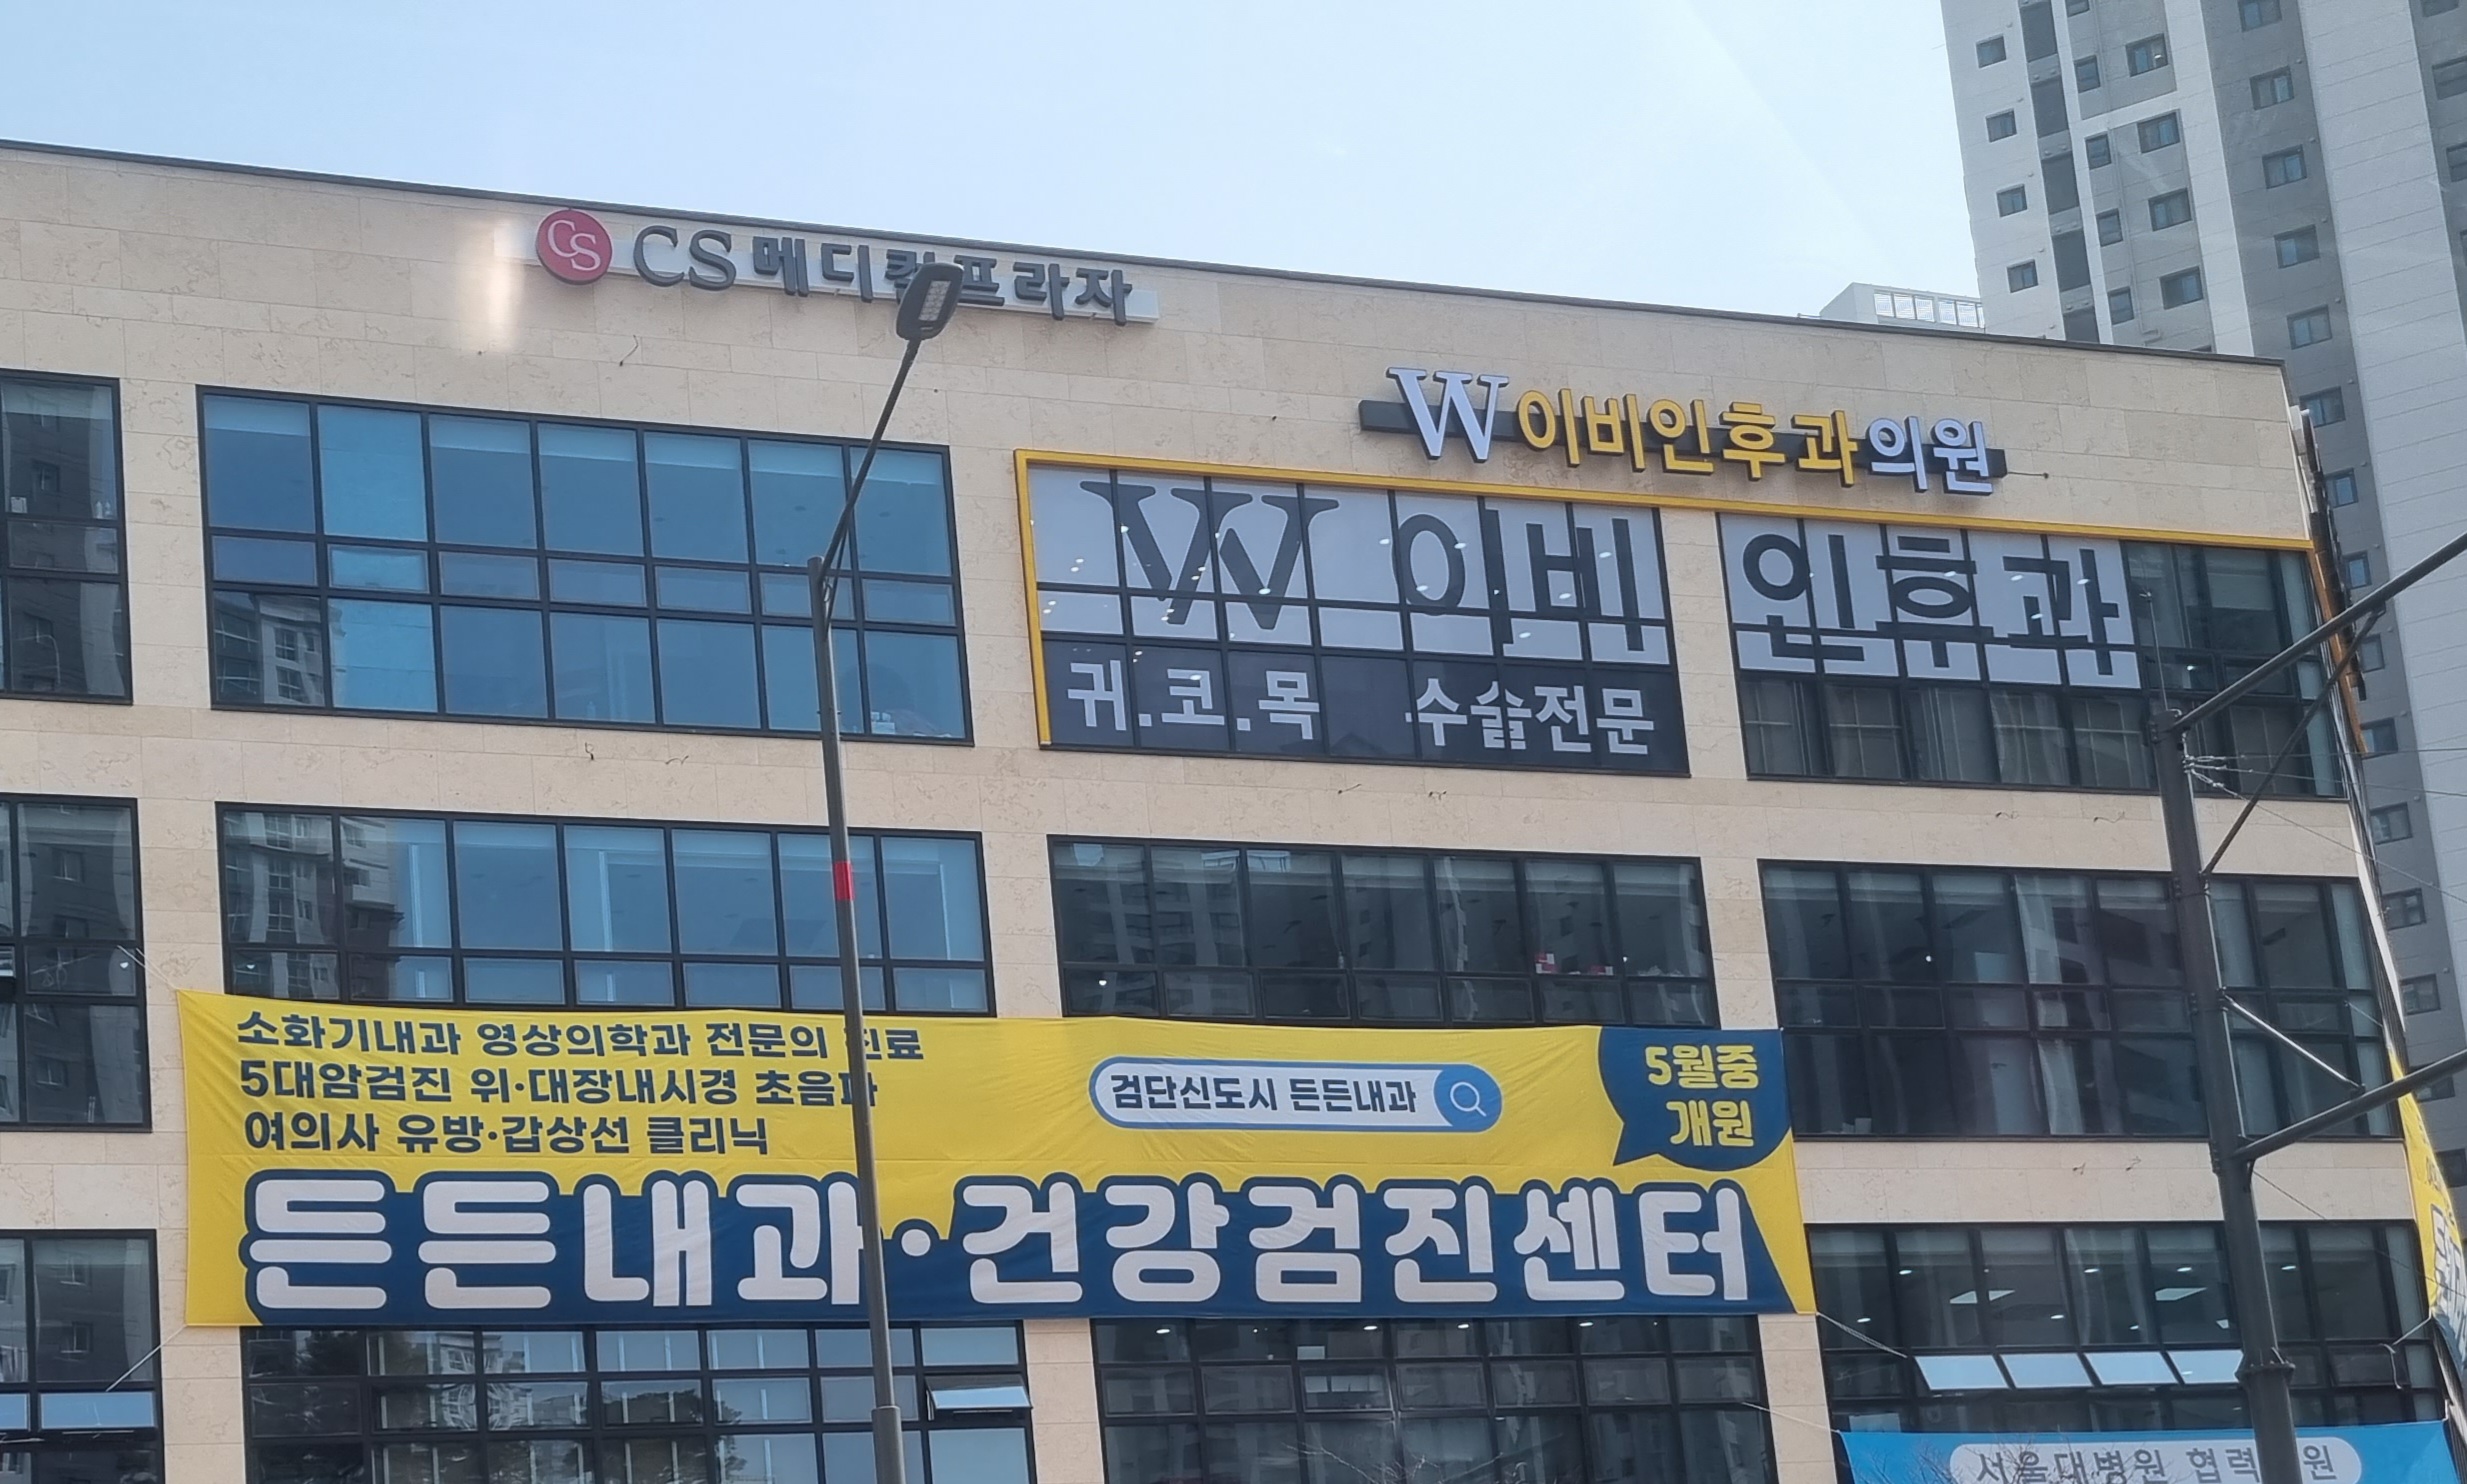 CS CS 메디컬프라자
W 이비인후과의원
W 이비인후과
귀.코.목 수술전문
소화기내과 영상의학과 전문의 진료
5대암검진 위·대장내시경 초음파
여의사 유방·갑상선 클리닉
검단신도시 든든내과
5월중
개원
든든내과·건강검진센터
서울대병원 협력